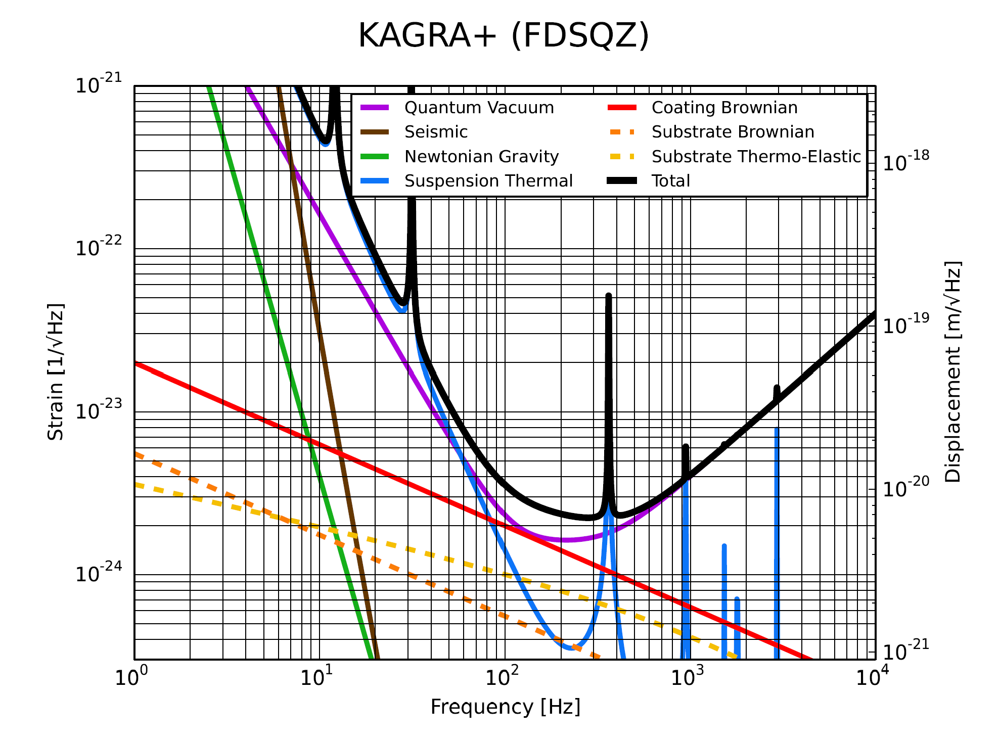 KAGRA+ (FDSQZ)
Quantum Vacuum
Seismic
Newtonian Gravity
Suspension Thermal
Coating Brownian
Substrate Brownian
Substrate Thermo-Elastic
Total
Strain [1/√Hz]
10^-21
10^-22
10^-23
10^-24
Displacement [m/√Hz]
10^-18
10^-19
10^-20
10^-21
10^0 10^1 10^2 10^3 10^4
Frequency [Hz]